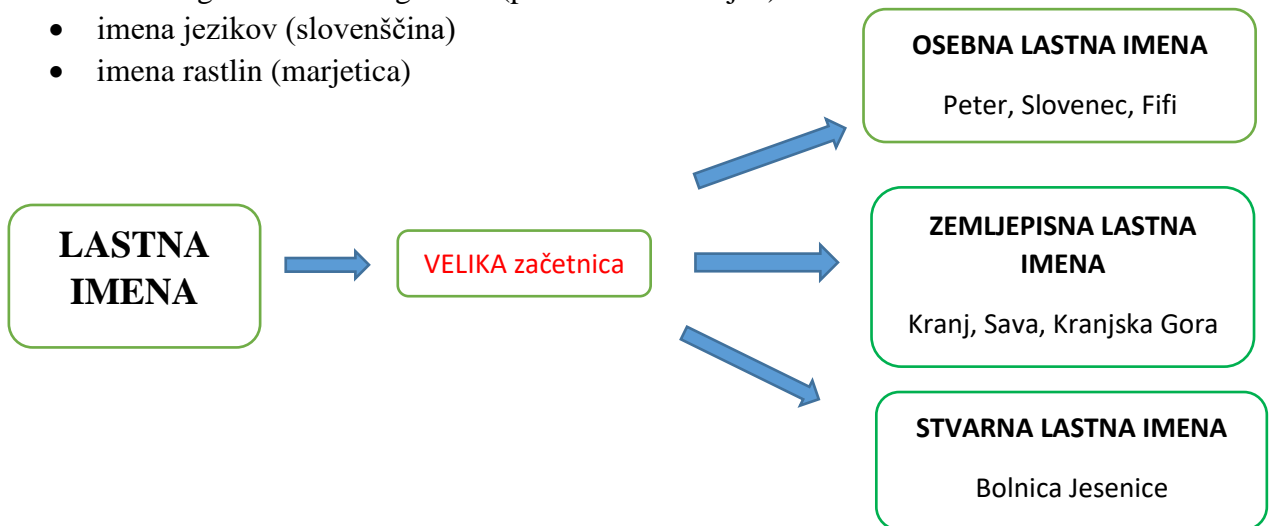 • imena jezikov (slovenščina)
• imena rastlin (marjetica)
OSEBNA LASTNA IMENA
Peter, Slovenec, Fifi
LASTNA
IMENA
VELIKA začetnica
ZEMLJEPISNA LASTNA
IMENA
Kranj, Sava, Kranjska Gora
STVARNA LASTNA IMENA
Bolnica Jesenice